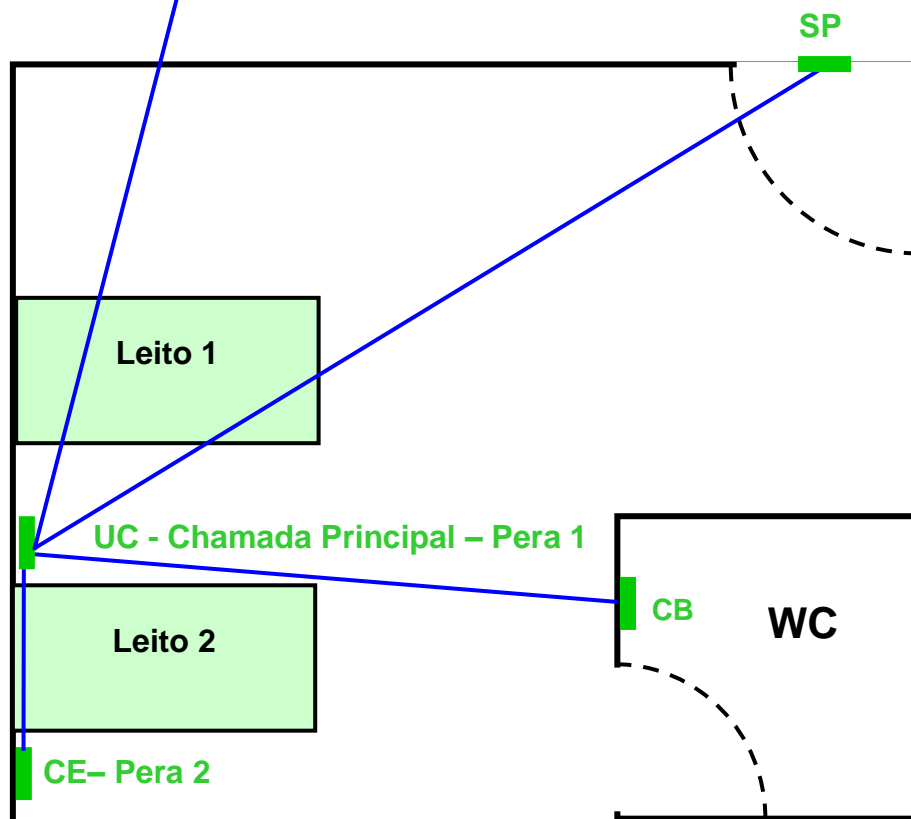 SP
Leito 1
UC - Chamada Principal – Pera 1
CB
WC
Leito 2
CE– Pera 2